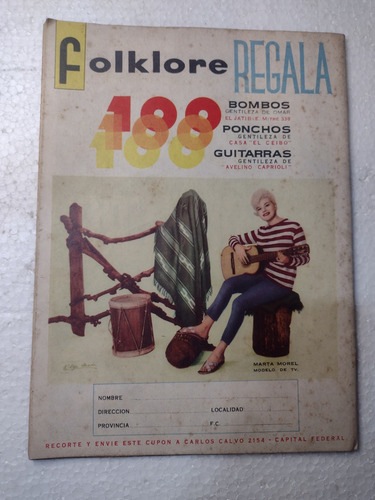 folklore REGALA
100 100 100
BOMBOS
GENTILEZA DE OMAR
PONCHOS
GENTILEZA DE
CASA "EL CEIBO"
GUITARRAS
GENTILEZA DE
"AVELINO CAPRIOLI"
MARTA MOREL
MODELO DE TV.
NOMBRE
DIRECCION LOCALIDAD
PROVINCIA F.C.
RECORTE Y ENVIE ESTE CUPON A CARLOS CALVO 2154 - CAPITAL FEDERAL